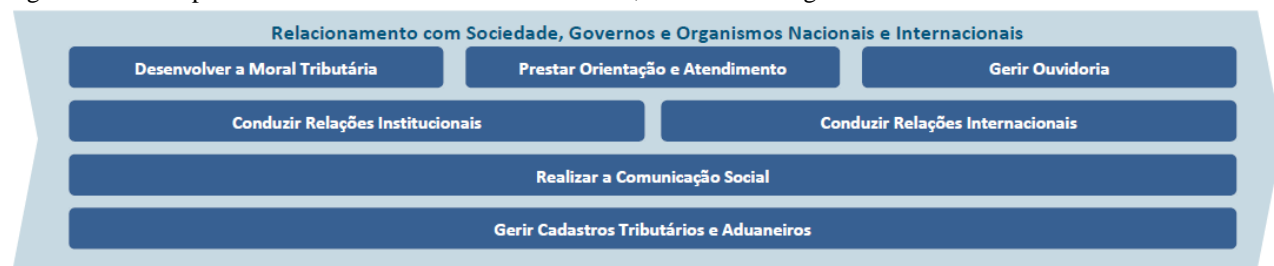 Relacionamento com Sociedade, Governos e Organismos Nacionais e Internacionais
Desenvolver a Moral Tributária
Prestar Orientação e Atendimento
Gerir Ouvidoria
Conduzir Relações Institucionais
Conduzir Relações Internacionais
Realizar a Comunicação Social
Gerir Cadastros Tributários e Aduaneiros